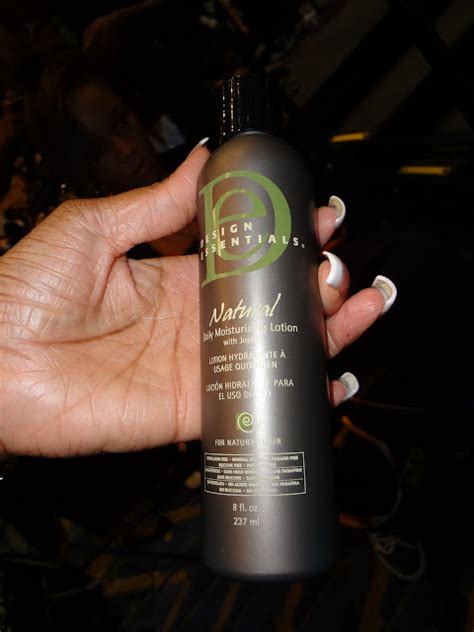 DE
DESIGN
ESSENTIALS®
Natural
Daily Moisturizing Lotion
with Jojoba
LOTION HYDRATANTE À
USAGE QUOTIDIEN
LOCIÓN HIDRATANTE PARA
EL USO DIARIO
FOR NATURAL HAIR
8 fl. oz.
237 ml